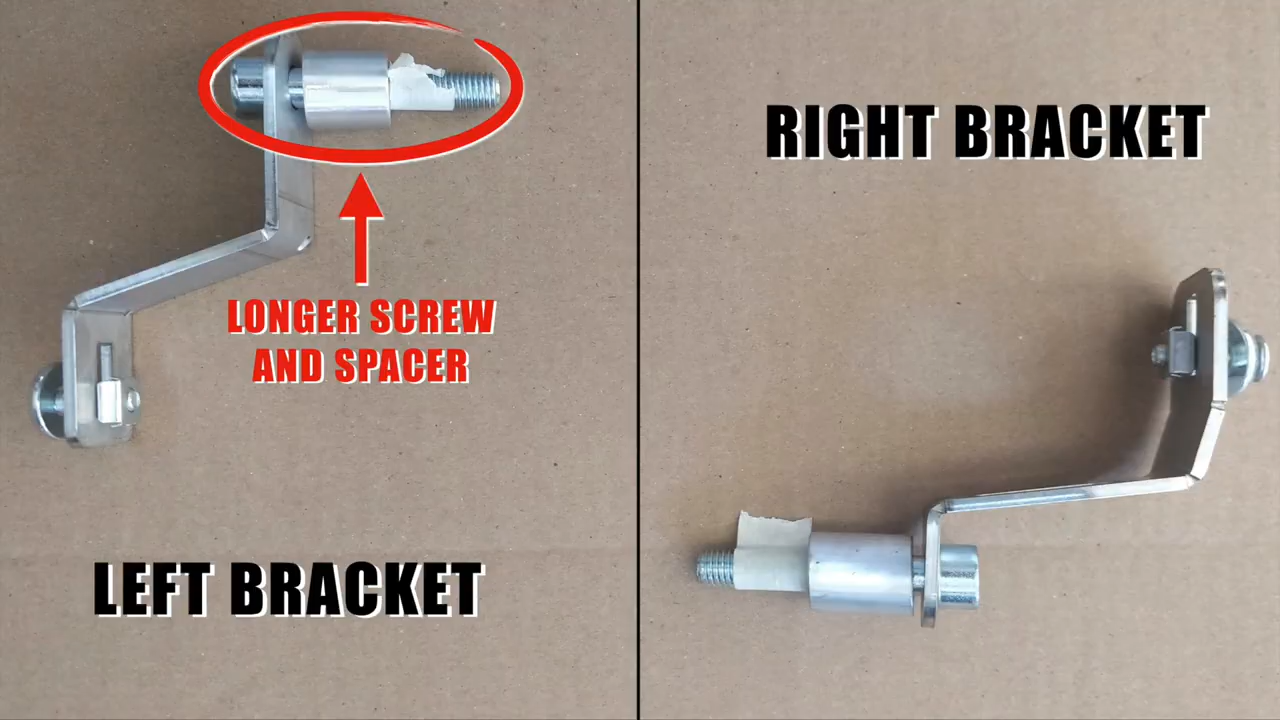 LONGER SCREW
AND SPACER
LEFT BRACKET
RIGHT BRACKET